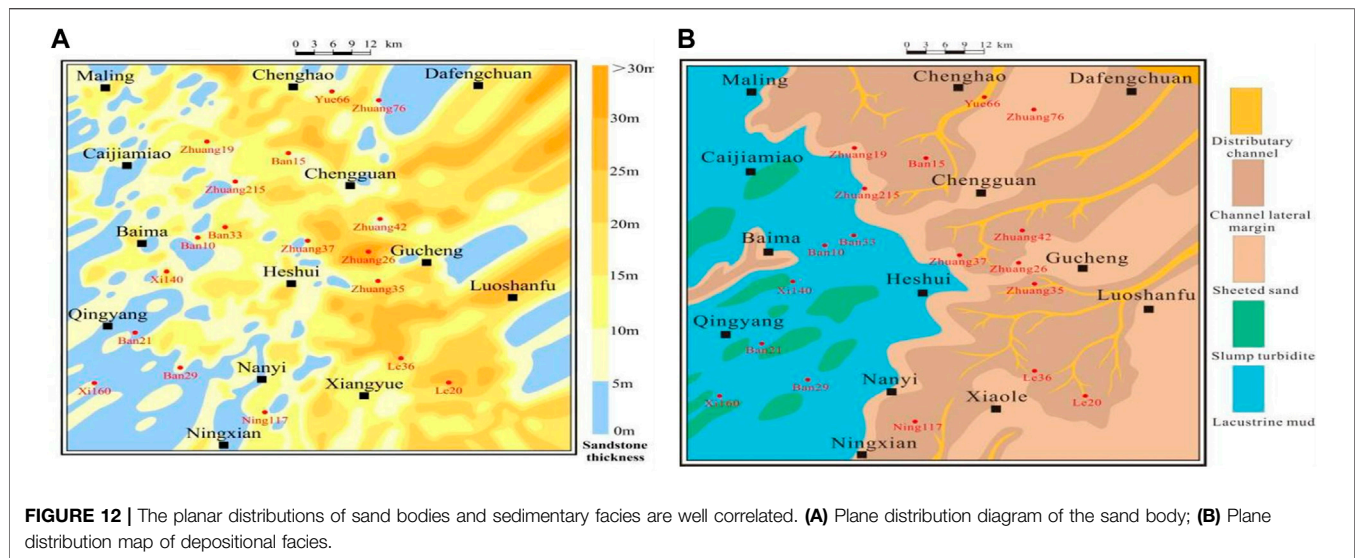 A
0 3 6 9 12 km
Maling
Chenghao
Dafengchuan
Yue66
Zhuang76
Zhuang19
Ban15
Caijiamiao
Chengguan
Zhuang215
Zhuang42
Baima
Ban33
Ban10
Zhuang37
Zhuang26
Gucheng
Xi140
Heshui
Zhuang35
Luoshanfu
Qingyang
Ban21
Le36
Ban29
Nanyi
Xi160
Xiangyue
Le20
Ning117
Ningxian
>30m
30m
25m
20m
15m
10m
5m
0m
Sandstone
thickness
B
0 3 6 9 12 km
Maling
Chenghao
Dafengchuan
Yue66
Zhuang76
Zhuang19
Ban15
Caijiamiao
Zhuang215
Chengguan
Zhuang42
Baima
Ban33
Ban10
Zhuang37
Zhuang26
Gucheng
Xi140
Heshui
Zhuang35
Luoshanfu
Qingyang
Ban21
Le36
Ban29
Nanyi
Xi160
Xiaole
Le20
Ning117
Ningxian
Distributary
channel
Channel lateral
margin
Sheeted sand
Slump turbidite
Lacustrine mud
FIGURE 12 | The planar distributions of sand bodies and sedimentary facies are well correlated. (A) Plane distribution diagram of the sand body; (B) Plane
distribution map of depositional facies.